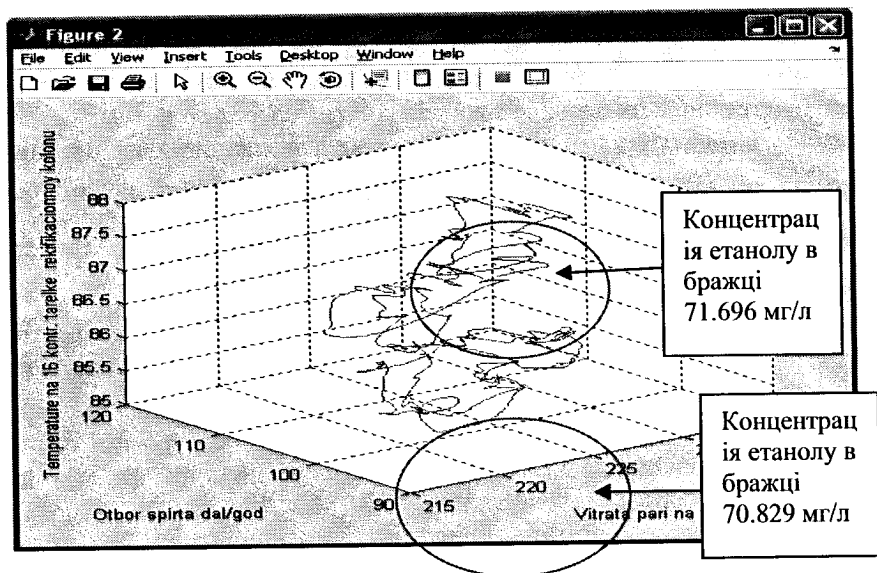 Figure 2
File Edit View Insert Tools Desktop Window Help
Temperature na 16 kontr. tarelke rektifikacionnoy kolonu
88
87.5
87
86.5
86
85.5
85
120
110
100
90
215
220
225
Otbor spirta dal/god
Vitrata pari na
Концентрац
ія етанолу в
бражці
71.696 мг/л
Концентрац
ія етанолу в
бражці
70.829 мг/л